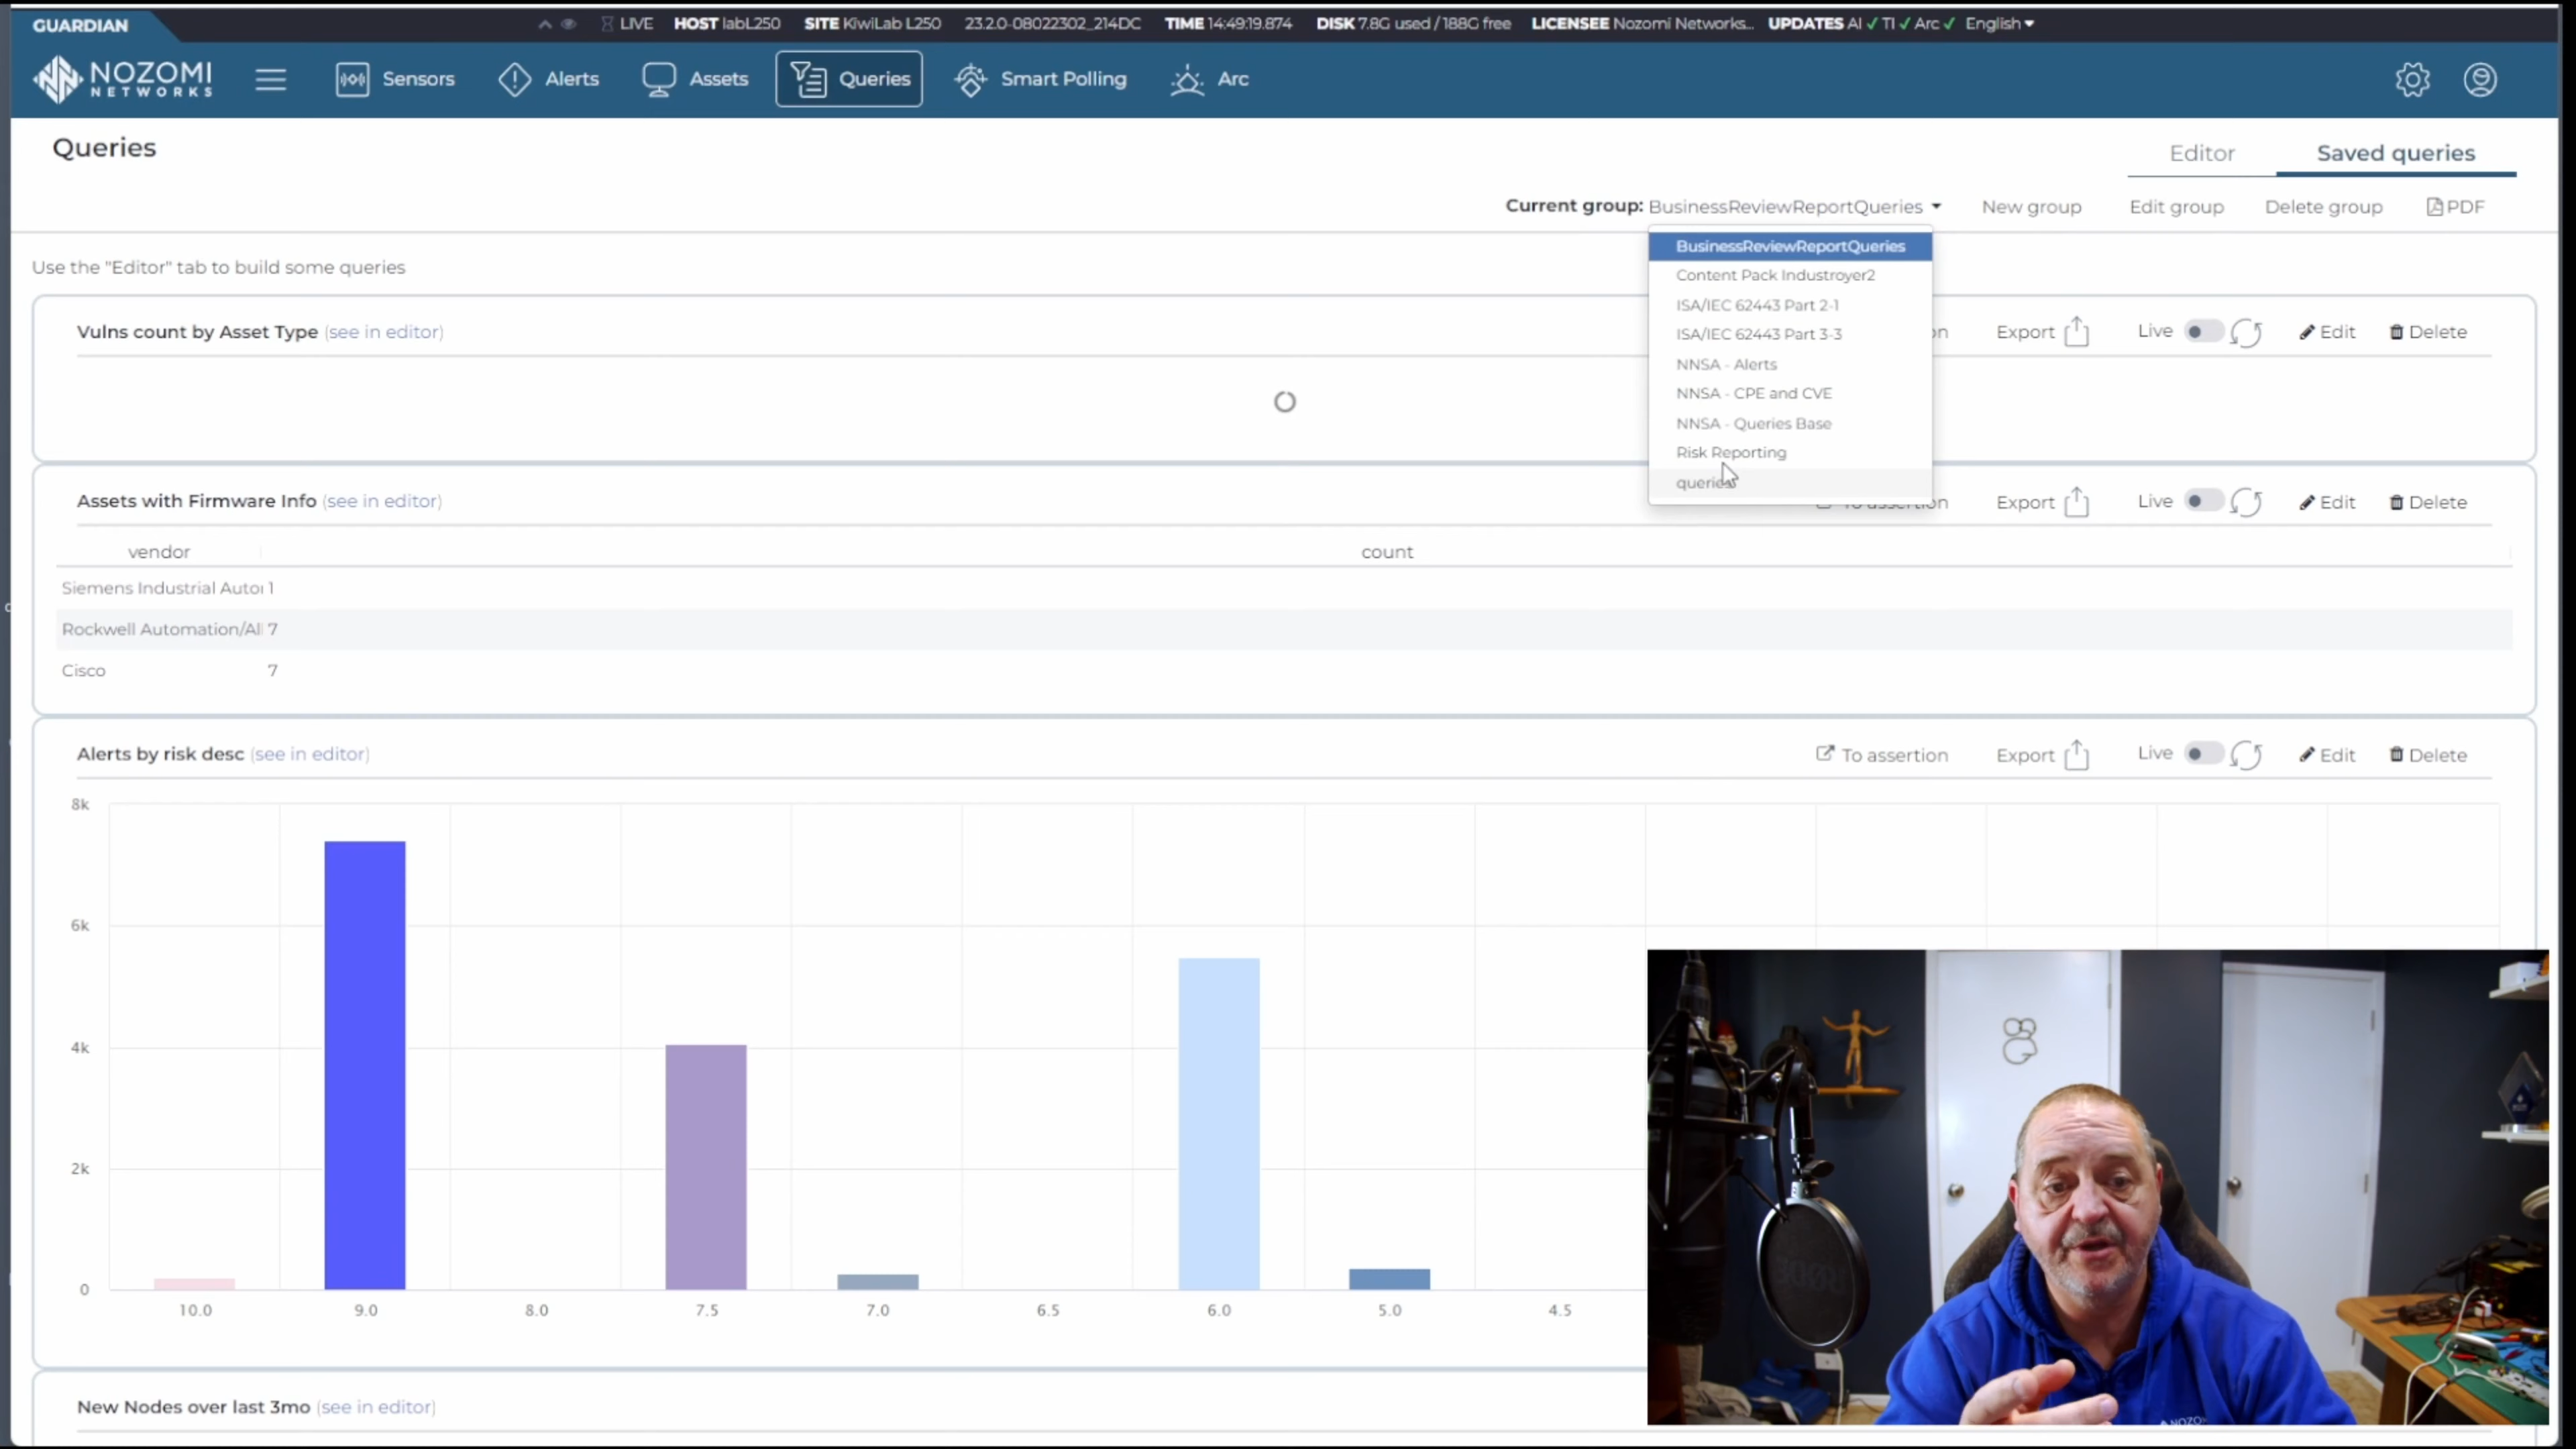 GUARDIAN
LIVE HOST labL250 SITE KiwiLab L250 23.2.0-08022302_214DC TIME 14:49:19.874 DISK 7.8G used / 188G free LICENSEE Nozomi Networks... UPDATES AI ✓ TI ✓ Arc ✓ English
NOZOMI
NETWORKS
Sensors Alerts Assets Queries Smart Polling Arc
Queries
Editor Saved queries
Current group: BusinessReviewReportQueries New group Edit group Delete group PDF
BusinessReviewReportQueries
Content Pack Industroyer2
ISA/IEC 62443 Part 2-1
ISA/IEC 62443 Part 3-3
NNSA - Alerts
NNSA - CPE and CVE
NNSA - Queries Base
Risk Reporting
queries
Use the "Editor" tab to build some queries
Vulns count by Asset Type (see in editor) on Export Live Edit Delete
Assets with Firmware Info (see in editor) To assertion Export Live Edit Delete
vendor count
Siemens Industrial Autor 1
Rockwell Automation/All 7
Cisco 7
Alerts by risk desc (see in editor) To assertion Export Live Edit Delete
8k
6k
4k
2k
0
10.0 9.0 8.0 7.5 7.0 6.5 6.0 5.0 4.5
New Nodes over last 3mo (see in editor)